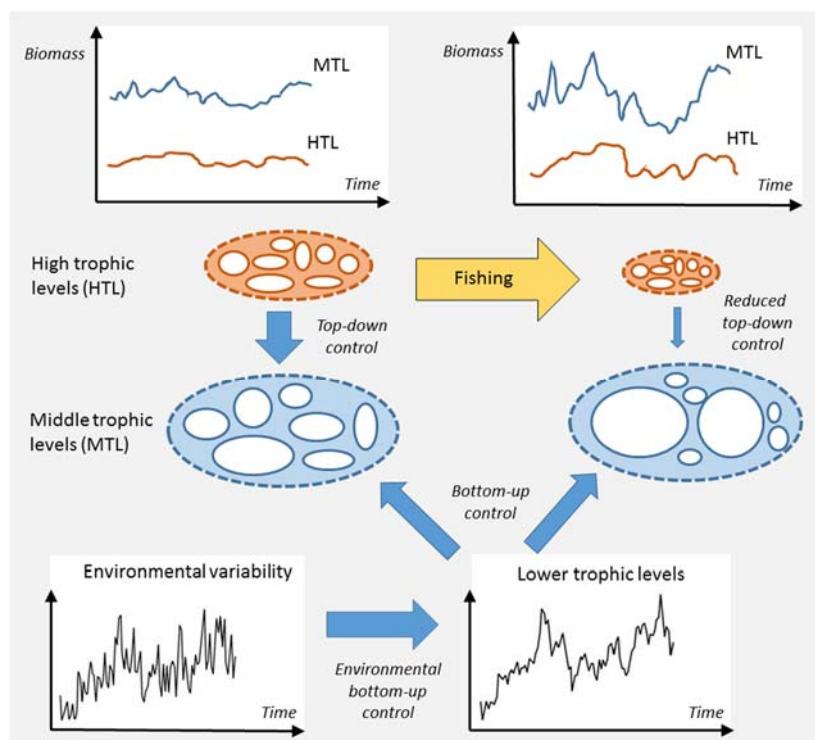 Biomass
MTL
HTL
Time
Biomass
MTL
HTL
Time
High trophic
levels (HTL)
Fishing
Top-down
control
Reduced
top-down
control
Middle trophic
levels (MTL)
Bottom-up
control
Environmental variability
Time
Environmental
bottom-up
control
Lower trophic levels
Time